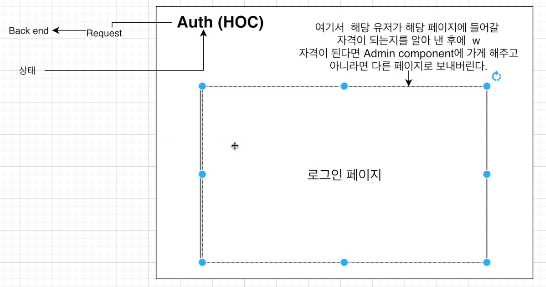 Auth (HOC)
Back end
Request
상태
여기서 해당 유저가 해당 페이지에 들어갈
자격이 되는지를 알아 낸 후에 w
자격이 된다면 Admin component에 가게 해주고
아니라면 다른 페이지로 보내버린다.
로그인 페이지